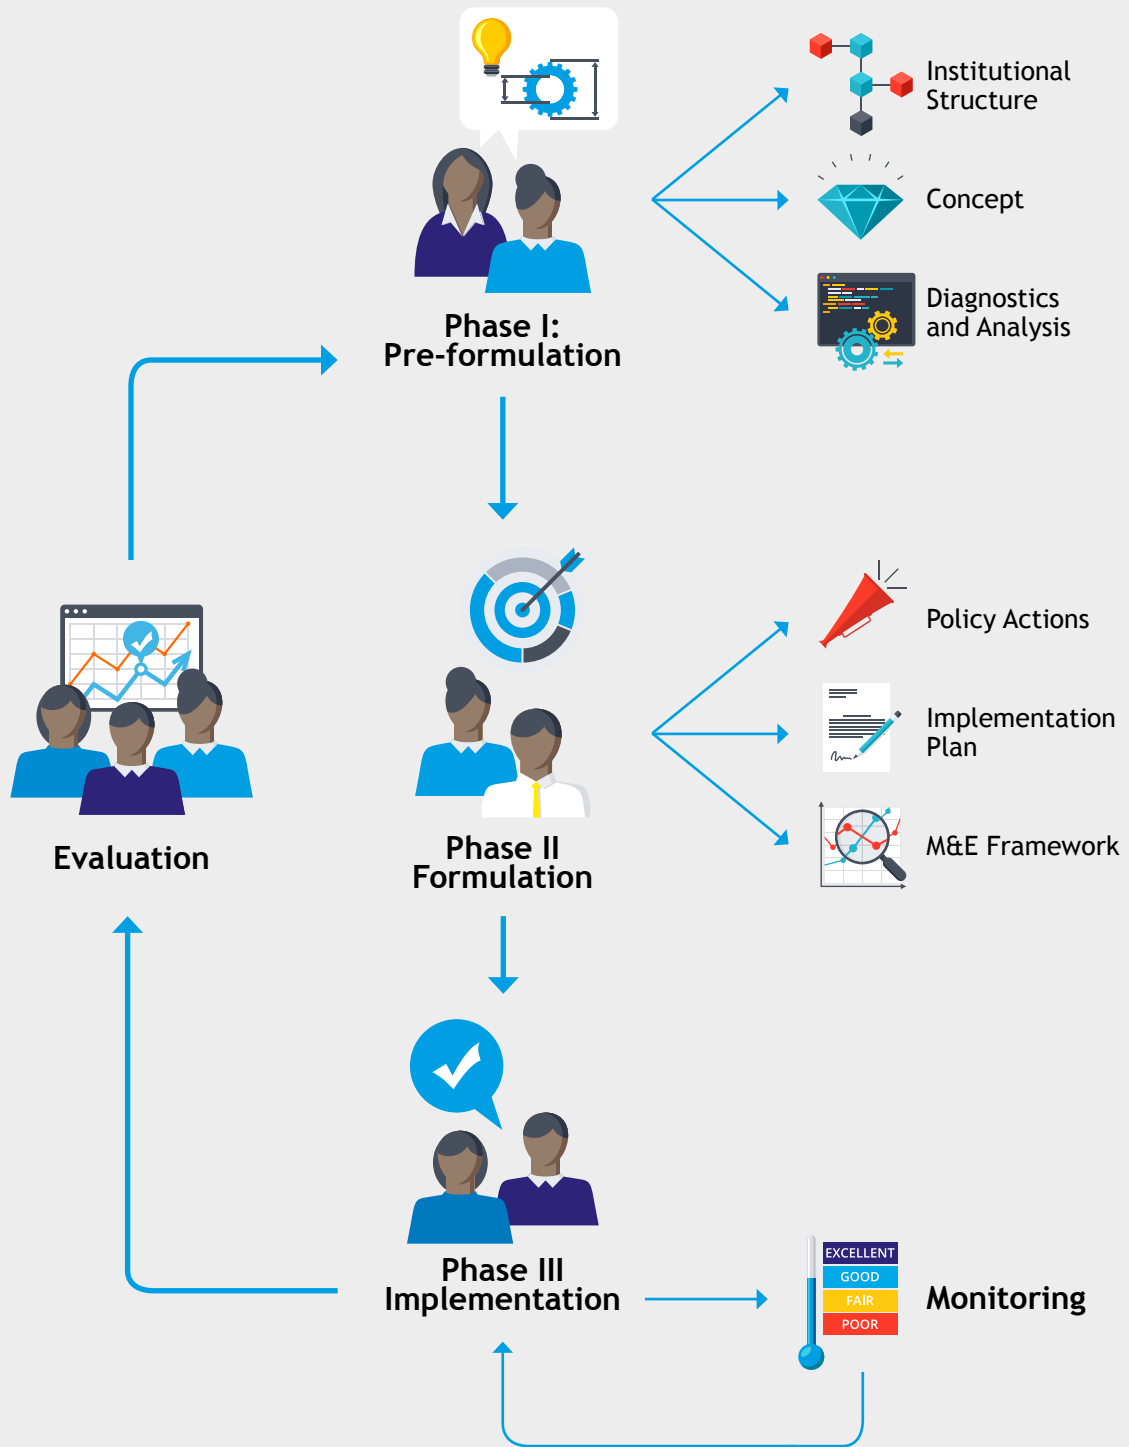 Institutional
Structure
Concept
Diagnostics
and Analysis
Phase I:
Pre-formulation
Policy Actions
Implementation
Plan
M&E Framework
Evaluation
Phase II
Formulation
Phase III
Implementation
EXCELLENT
GOOD
FAIR
POOR
Monitoring